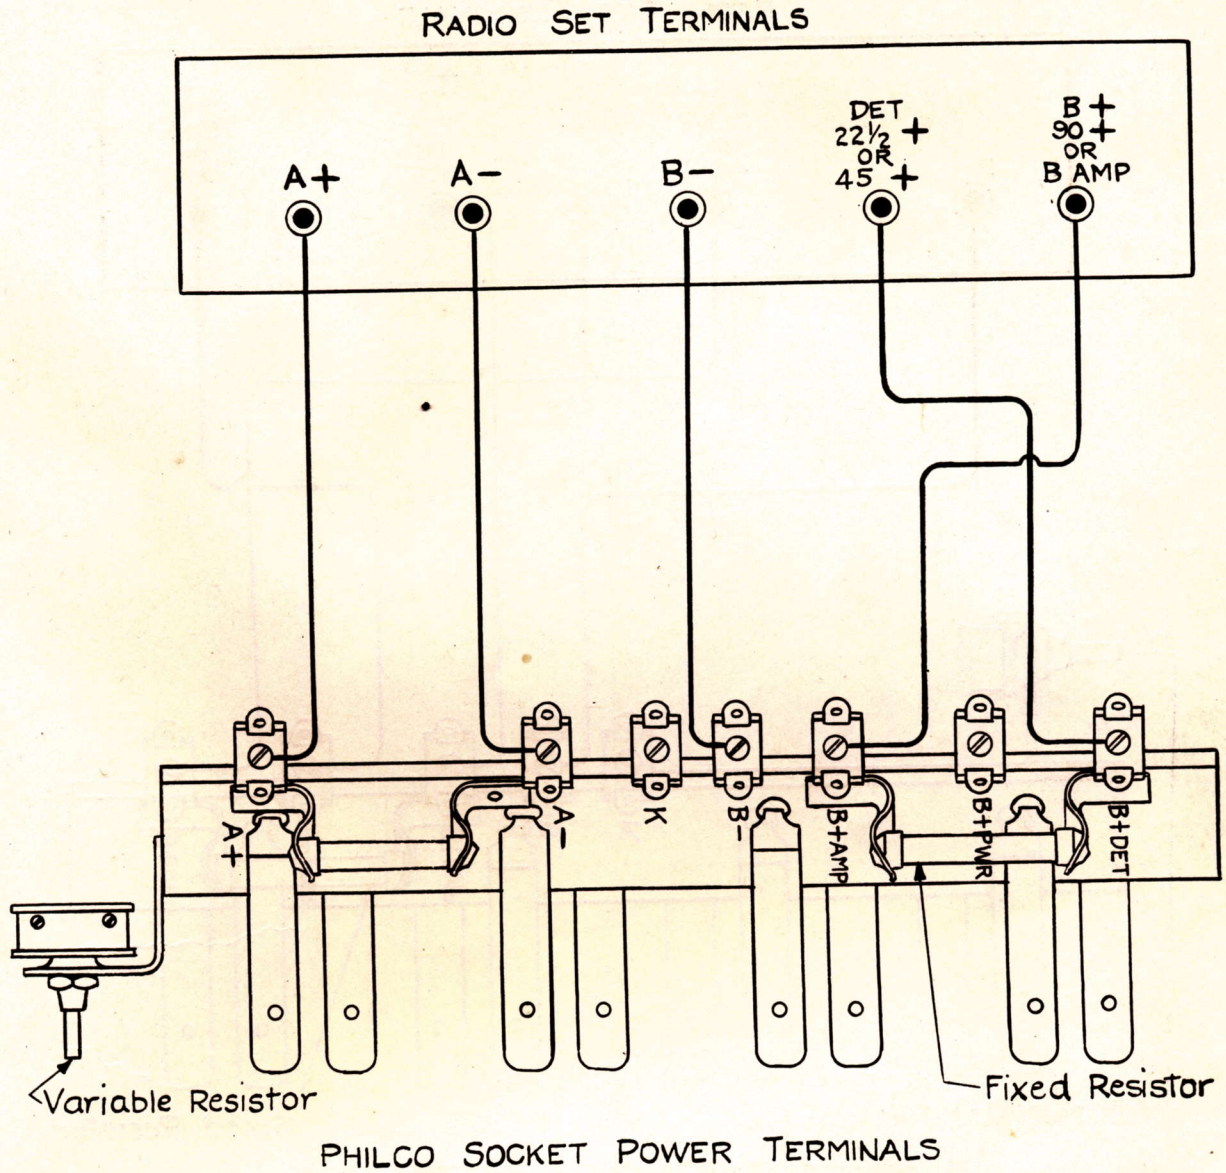 RADIO SET TERMINALS
A+
A-
B-
DET
22½ +
OR
45 +
B+
90+
OR
B AMP
A+
A-
K
B-
B+AMP
B+PWR
B+DET
Variable Resistor
Fixed Resistor
PHILCO SOCKET POWER TERMINALS